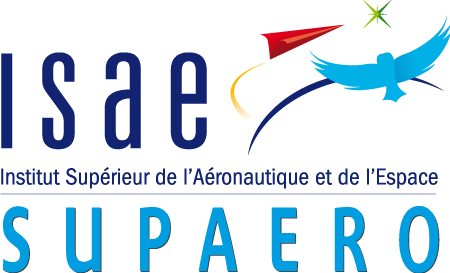 isae
Institut Supérieur de l'Aéronautique et de l'Espace
SUPAERO